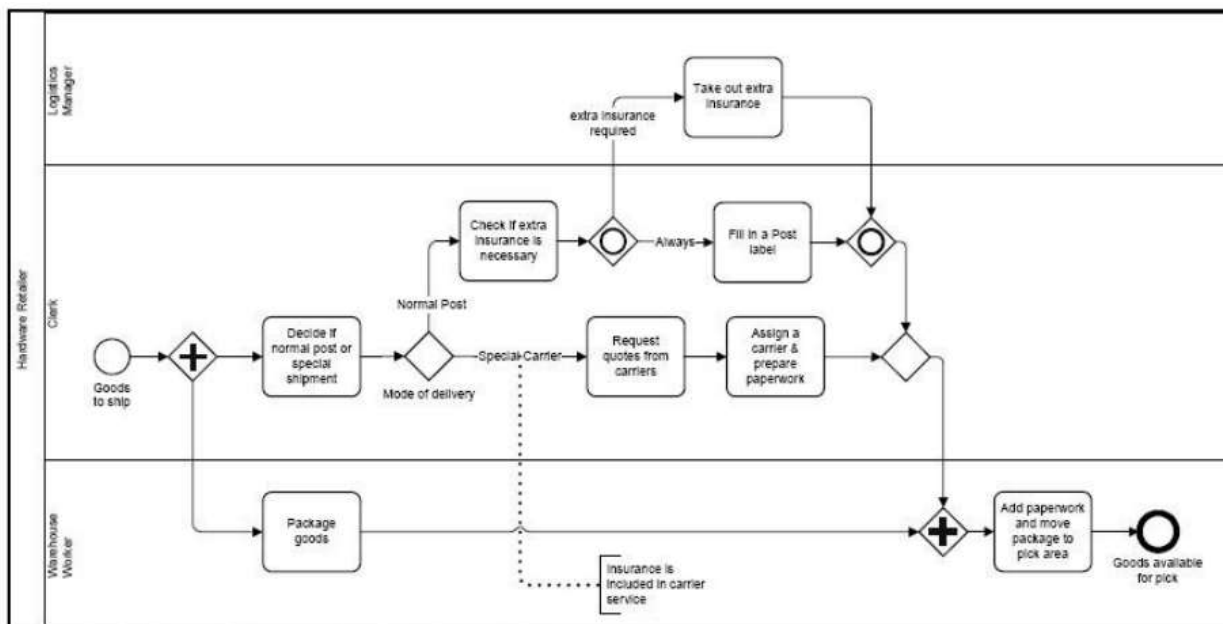 Hardware Retailer
Logistics
Manager
Take out extra
insurance
extra insurance
required
Clerk
Check if extra
insurance is
necessary
Always
Fill in a Post
label
Normal Post
Goods
to ship
Decide if
normal post or
special
shipment
Mode of delivery
Special Carrier
Request
quotes from
carriers
Assign a
carrier &
prepare
paperwork
Warehouse
Worker
Package
goods
Insurance is
included in carrier
service
Add paperwork
and move
package to
pick area
Goods available
for pick